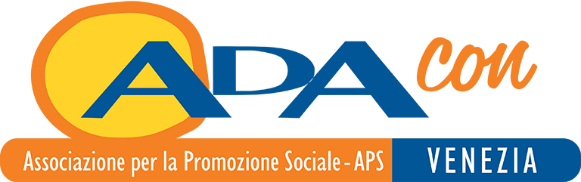 ADA con
Associazione per la Promozione Sociale - APS VENEZIA